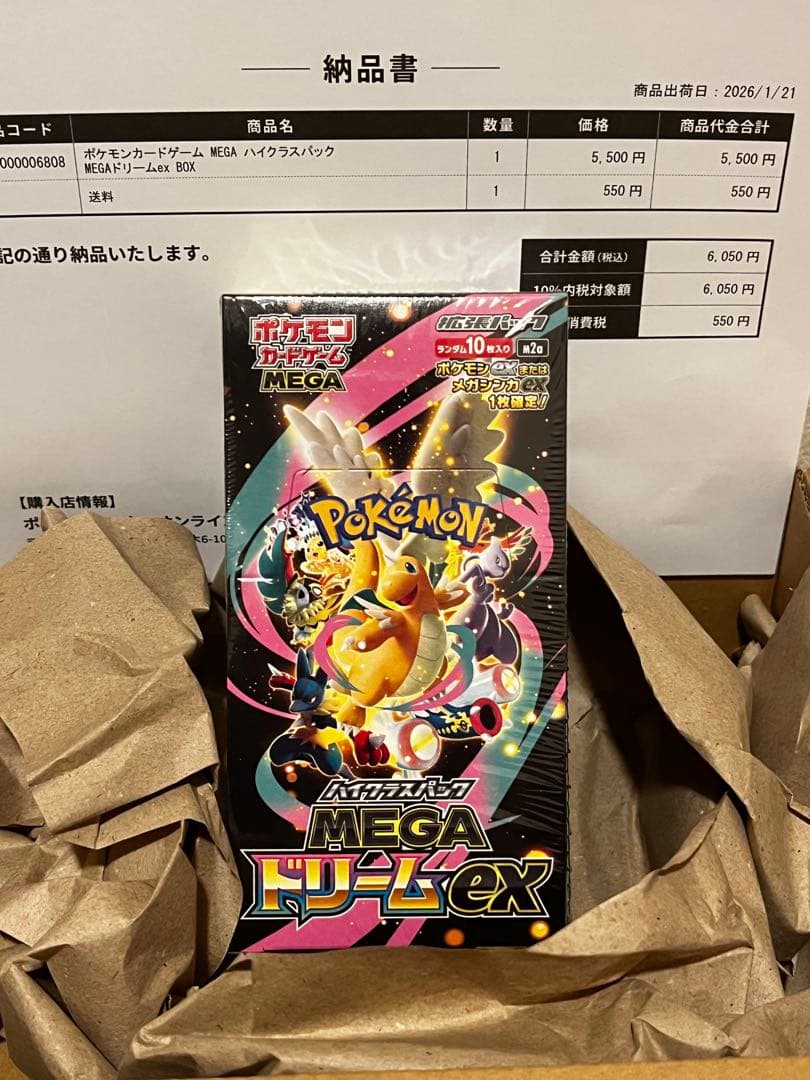 納品書
商品出荷日：2026/1/21
品コード 商品名 数量 価格 商品代金合計
000006808 ポケモンカードゲーム MEGA ハイクラスパック
MEGAドリームex BOX
1 5,500 円 5,500 円
送料 1 550 円 550 円
記の通り納品いたします。
合計金額(税込) 6,050 円
10%内税対象額 6,050 円
消費税 550 円
【購入店情報】
ポ
ンライ
6-10
ポケモン
カードゲーム
MEGA
拡張パック
ランダム10枚入り M2a
ポケモンexまたは
メガシンカex
1枚確定!
POKéMON
ハイクラスパック
MEGA
ドリームex